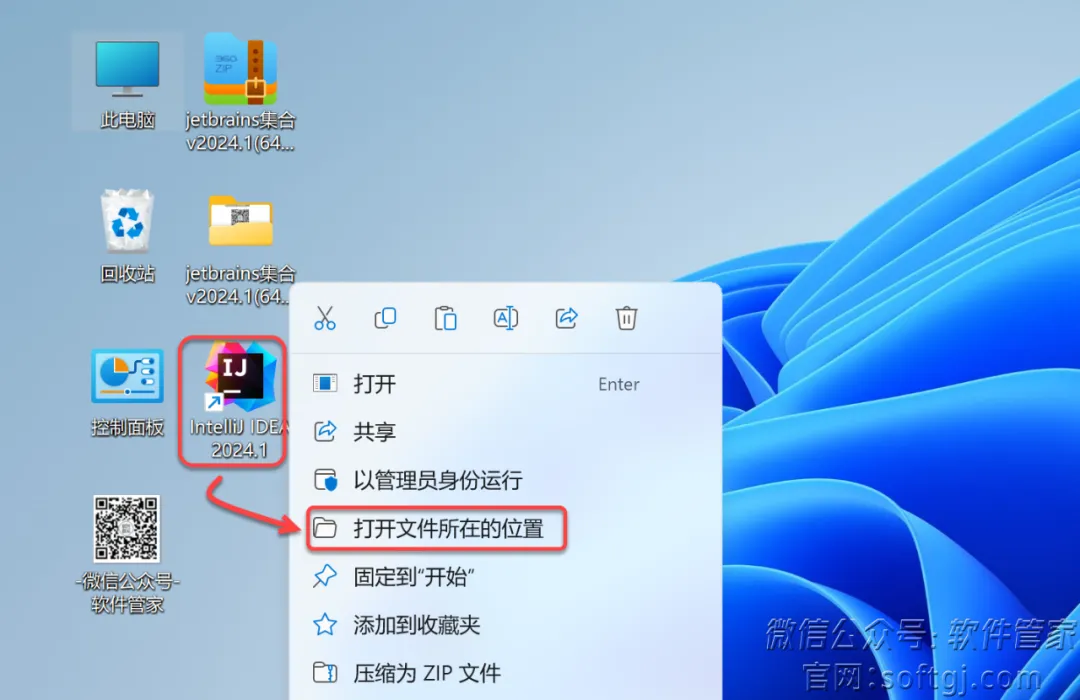 此电脑
360
ZIP
jetbrains集合
v2024.1(64...
回收站
jetbrains集合
v2024.1(64...
IJ
控制面板
IntelliJ IDEA
2024.1
-微信公众号-
软件管家
A
打开
Enter
共享
以管理员身份运行
打开文件所在的位置
固定到"开始"
添加到收藏夹
压缩为 ZIP 文件
微信公众号:软件管家
官网:softgj.com